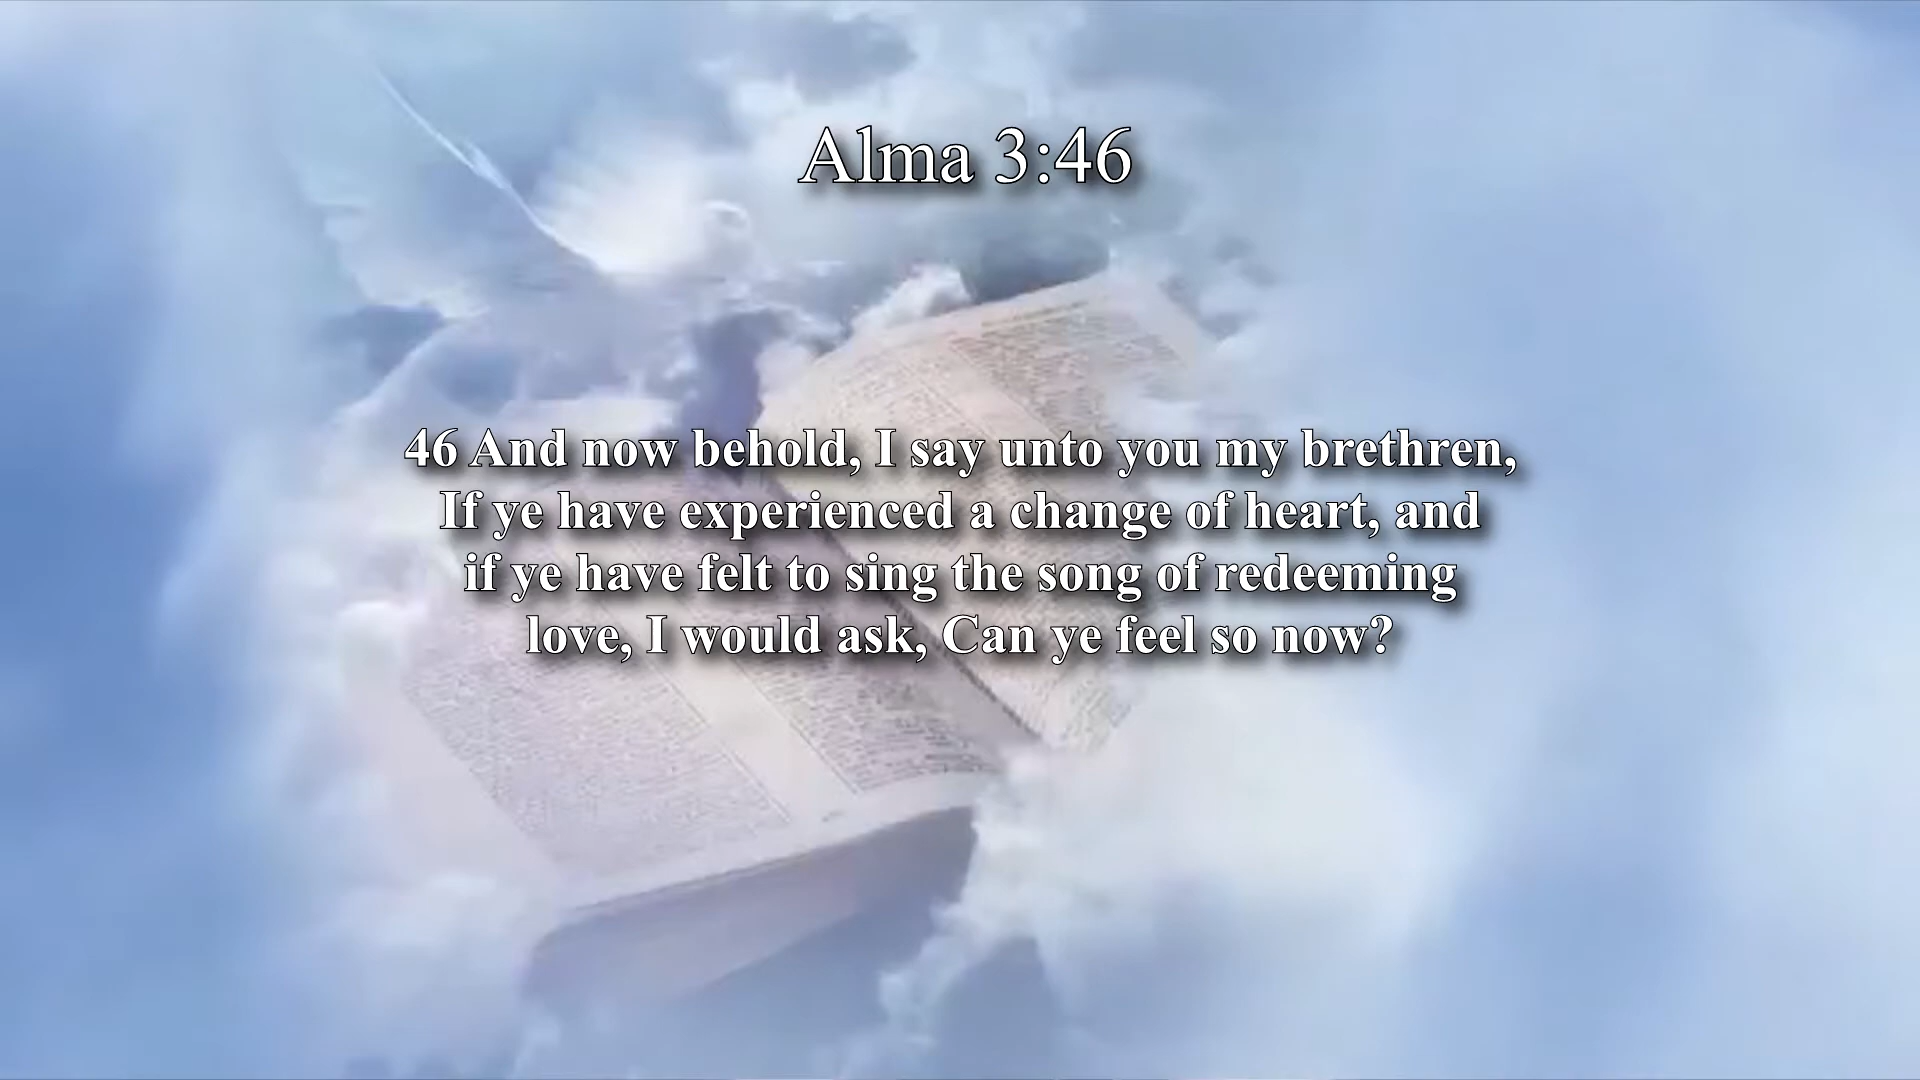 Alma 3:46
46 And now behold, I say unto you my brethren,
If ye have experienced a change of heart, and
if ye have felt to sing the song of redeeming
love, I would ask, Can ye feel so now?